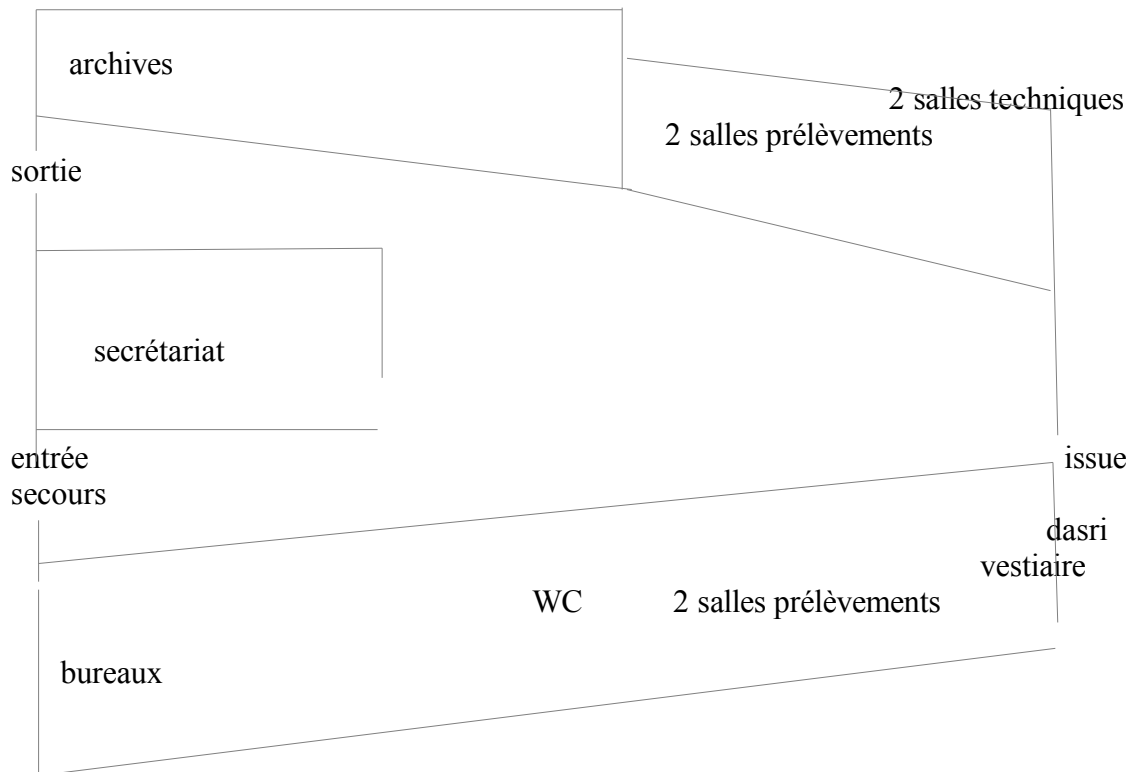 archives
2 salles techniques
2 salles prélèvements
sortie
secrétariat
entrée
secours
issue
dasri
vestiaire
WC
2 salles prélèvements
bureaux